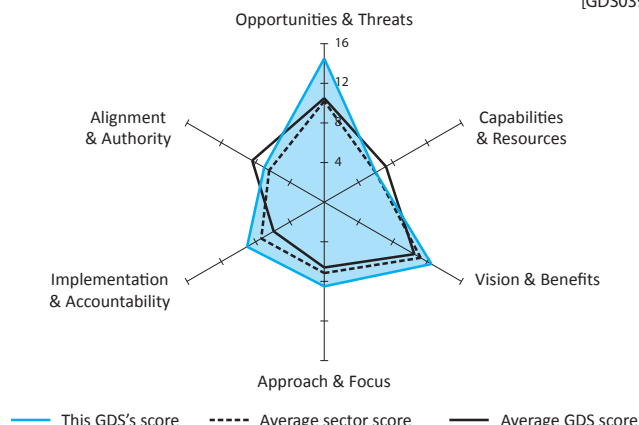 [GDS039
Opportunities & Threats
16
12
8
4
Alignment
& Authority
Capabilities
& Resources
Implementation
& Accountability
Vision & Benefits
Approach & Focus
This GDS's score
Average sector score
Average GDS score